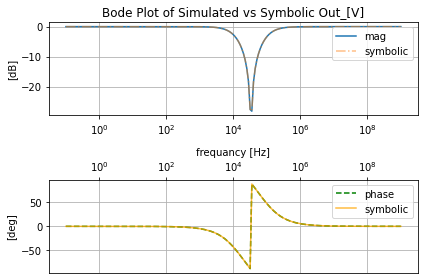 Bode Plot of Simulated vs Symbolic Out_[V]
0
−10
−20
[dB]
mag
symbolic
10^0 10^2 10^4 10^6 10^8
frequancy [Hz]
10^0 10^2 10^4 10^6 10^8
50
0
−50
[deg]
phase
symbolic